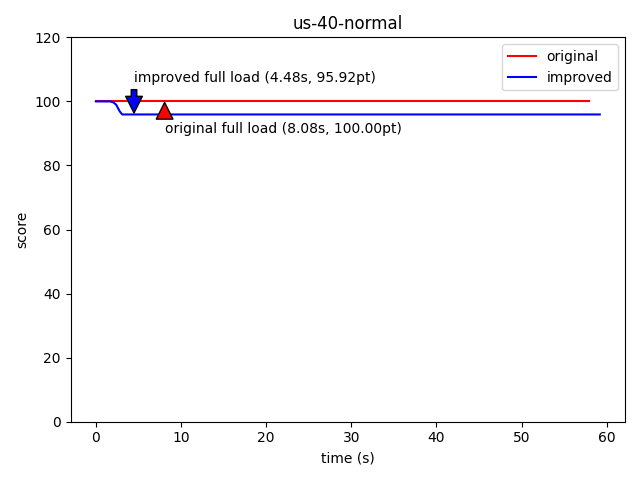 us-40-normal
120
100
80
60
40
20
0
score
improved full load (4.48s, 95.92pt)
original full load (8.08s, 100.00pt)
original
improved
0 10 20 30 40 50 60
time (s)